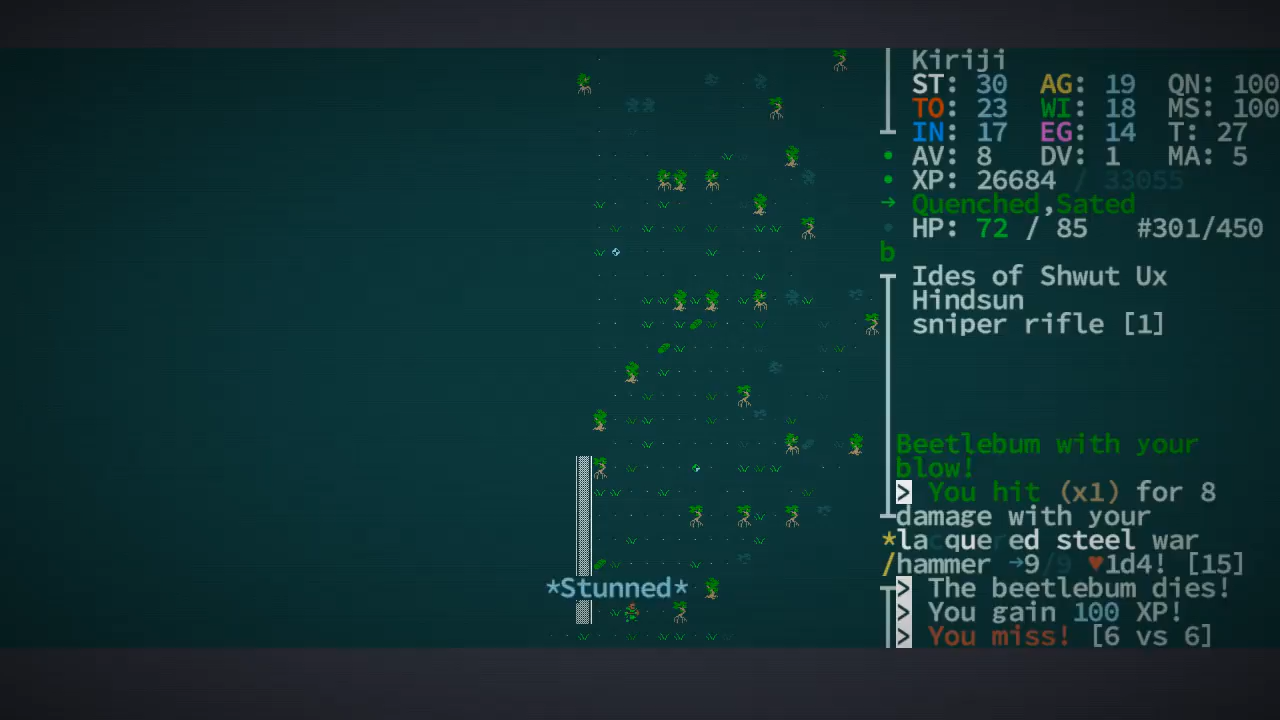 Kiriji
ST: 30 AG: 19 QN: 100
TO: 23 WI: 18 MS: 100
IN: 17 EG: 14 T: 27
AV: 8 DV: 1 MA: 5
XP: 26684 / 33055
Quenched,Sated
HP: 72 / 85 #301/450
b
Ides of Shwut Ux
Hindsun
sniper rifle [1]
Beetlebum with your
blow!
> You hit (x1) for 8
damage with your
*lacquered steel war
/hammer →9/9 ♥1d4! [15]
*Stunned*
> The beetlebum dies!
> You gain 100 XP!
> You miss! [6 vs 6]